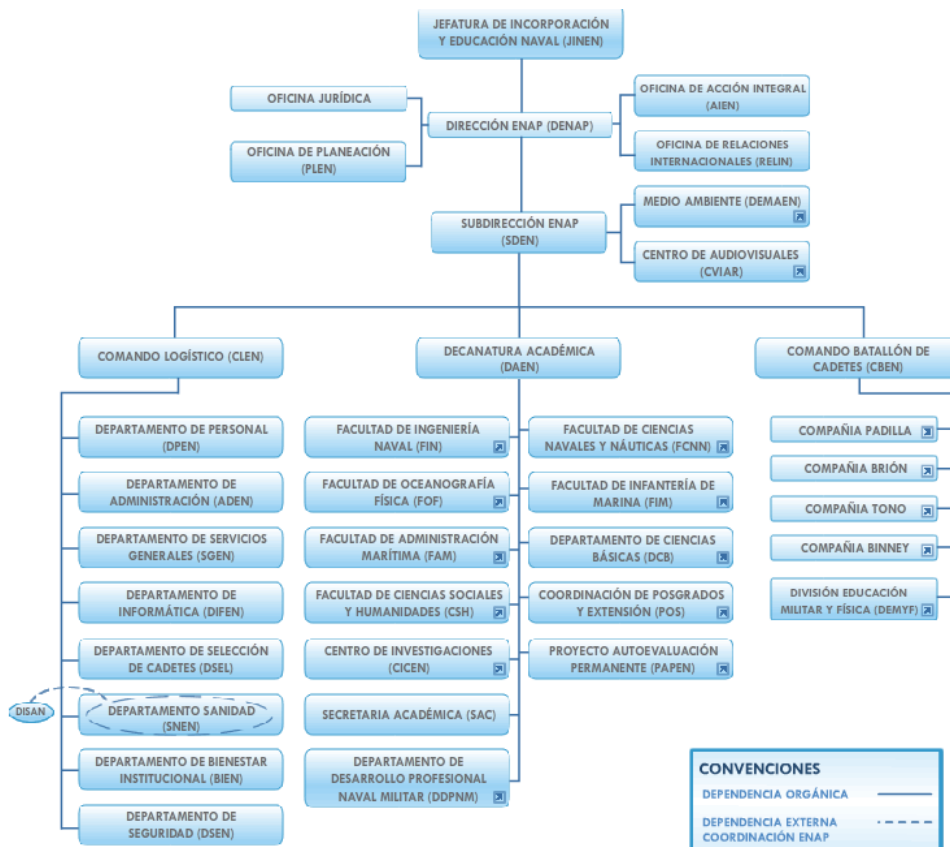 JEFATURA DE INCORPORACIÓN
Y EDUCACIÓN NAVAL (JINEN)
OFICINA JURÍDICA
OFICINA DE PLANEACIÓN
(PLEN)
DIRECCIÓN ENAP (DENAP)
OFICINA DE ACCIÓN INTEGRAL
(AIEN)
OFICINA DE RELACIONES
INTERNACIONALES (RELIN)
SUBDIRECCIÓN ENAP
(SDEN)
MEDIO AMBIENTE (DEMAEN)
CENTRO DE AUDIOVISUALES
(CVIAR)
COMANDO LOGÍSTICO (CLEN)
DECANATURA ACADÉMICA
(DAEN)
COMANDO BATALLÓN DE
CADETES (CBEN)
DEPARTAMENTO DE PERSONAL
(DPEN)
DEPARTAMENTO DE
ADMINISTRACIÓN (ADEN)
DEPARTAMENTO DE SERVICIOS
GENERALES (SGEN)
DEPARTAMENTO DE
INFORMÁTICA (DIFEN)
DEPARTAMENTO DE SELECCIÓN
DE CADETES (DSEL)
DISAN
DEPARTAMENTO SANIDAD
(SNEN)
DEPARTAMENTO DE BIENESTAR
INSTITUCIONAL (BIEN)
DEPARTAMENTO DE
SEGURIDAD (DSEN)
FACULTAD DE INGENIERÍA
NAVAL (FIN)
FACULTAD DE OCEANOGRAFÍA
FÍSICA (FOF)
FACULTAD DE ADMINISTRACIÓN
MARÍTIMA (FAM)
FACULTAD DE CIENCIAS SOCIALES
Y HUMANIDADES (CSH)
CENTRO DE INVESTIGACIONES
(CICEN)
SECRETARIA ACADÉMICA (SAC)
DEPARTAMENTO DE
DESARROLLO PROFESIONAL
NAVAL MILITAR (DDPNM)
FACULTAD DE CIENCIAS
NAVALES Y NÁUTICAS (FCNN)
FACULTAD DE INFANTERÍA DE
MARINA (FIM)
DEPARTAMENTO DE CIENCIAS
BÁSICAS (DCB)
COORDINACIÓN DE POSGRADOS
Y EXTENSIÓN (POS)
PROYECTO AUTOEVALUACIÓN
PERMANENTE (PAPEN)
COMPAÑIA PADILLA
COMPAÑIA BRIÓN
COMPAÑIA TONO
COMPAÑIA BINNEY
DIVISIÓN EDUCACIÓN
MILITAR Y FÍSICA (DEMYF)
CONVENCIONES
DEPENDENCIA ORGÁNICA
DEPENDENCIA EXTERNA
COORDINACIÓN ENAP